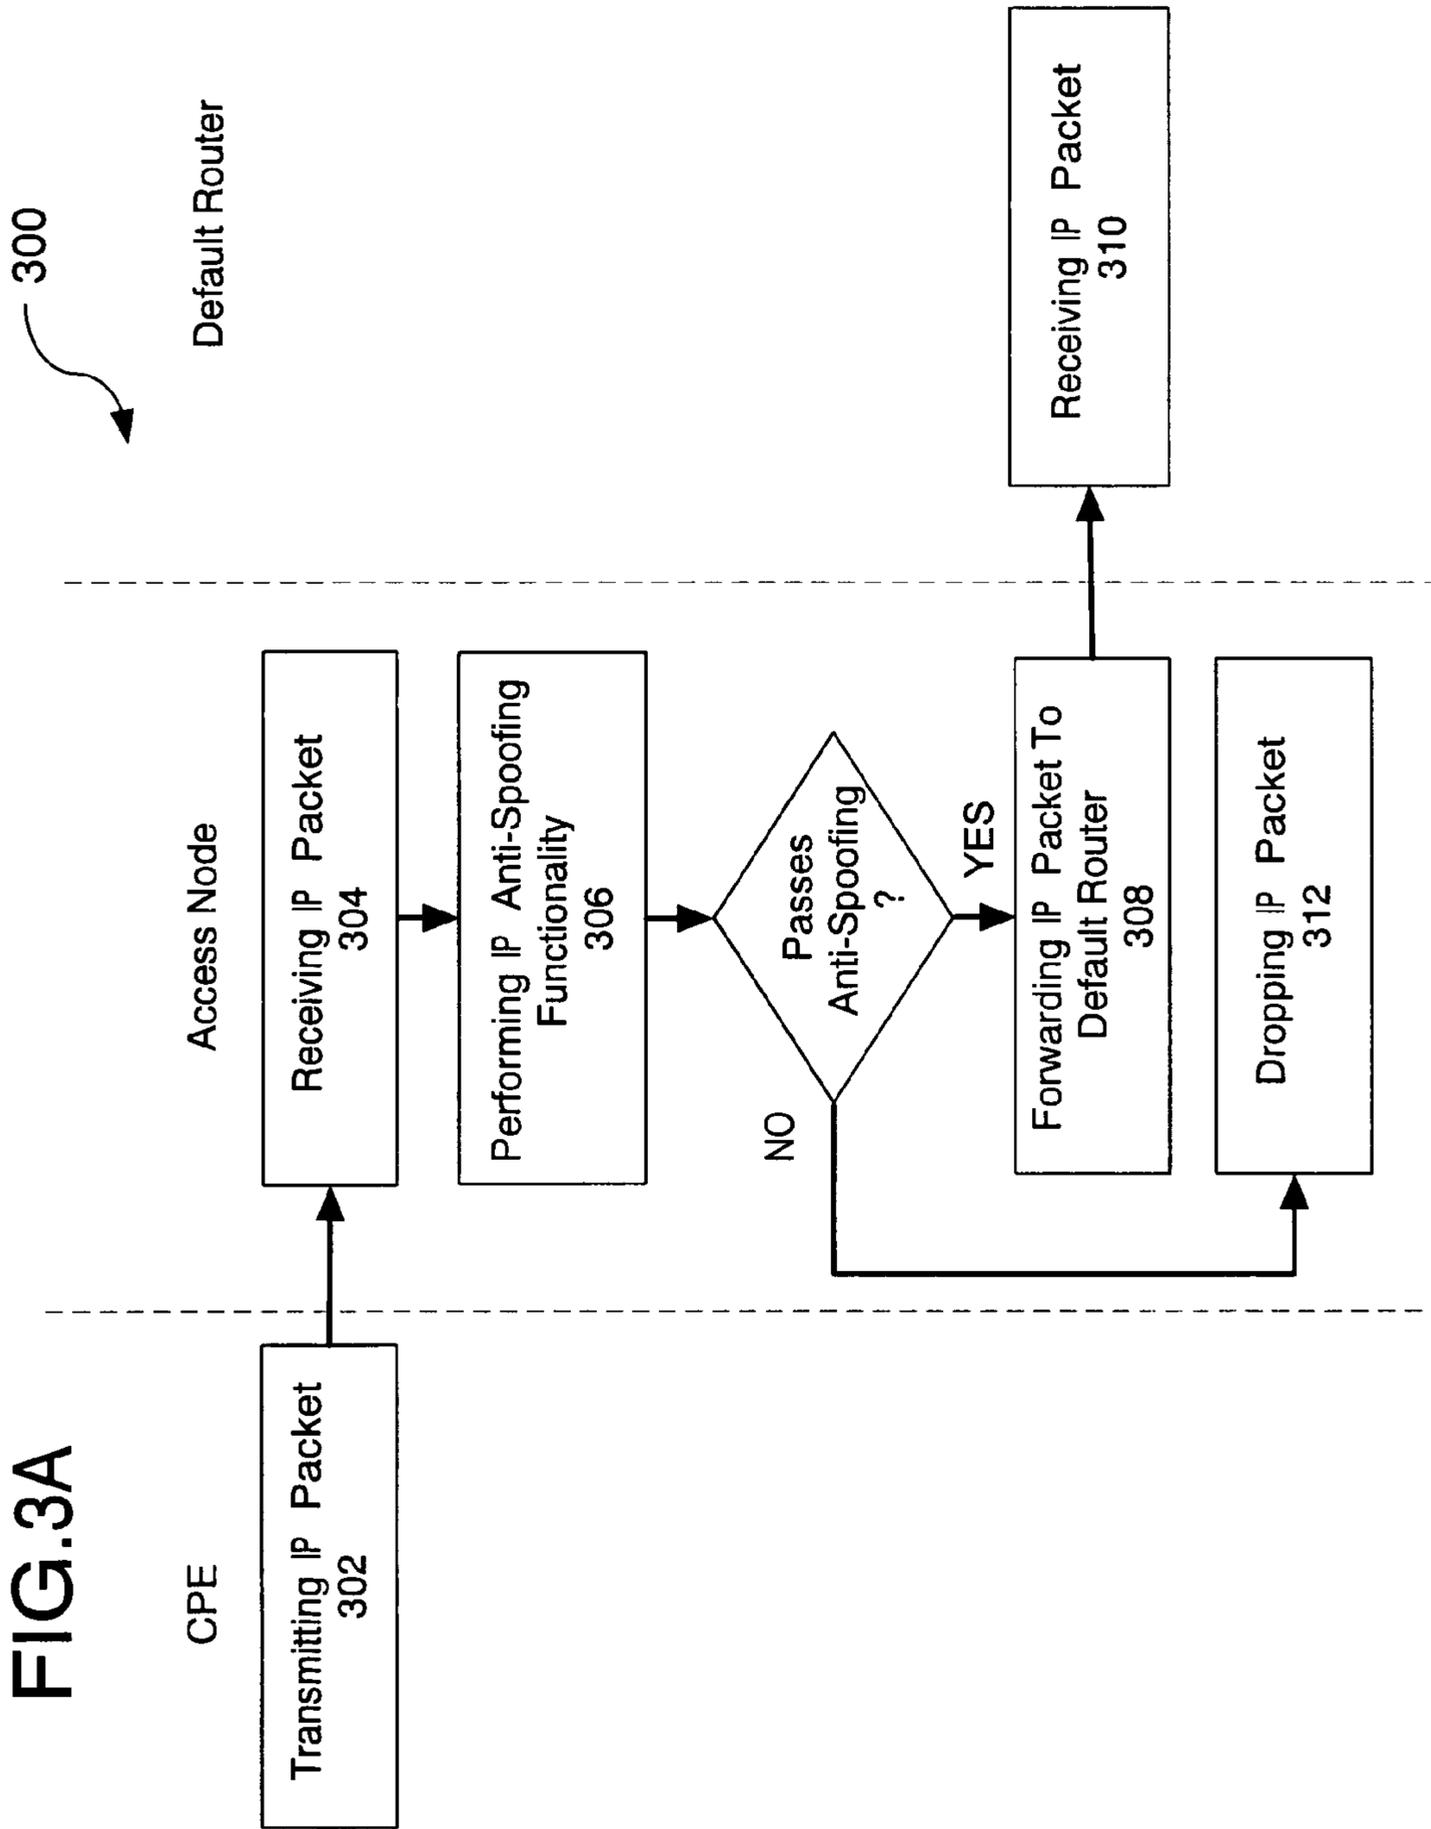 FIG.3A
300
CPE
Access Node
Default Router
Transmitting IP Packet
302
Receiving IP Packet
304
Performing IP Anti-Spoofing
Functionality
306
Passes
Anti-Spoofing
?
NO
YES
Forwarding IP Packet To
Default Router
308
Receiving IP Packet
310
Dropping IP Packet
312